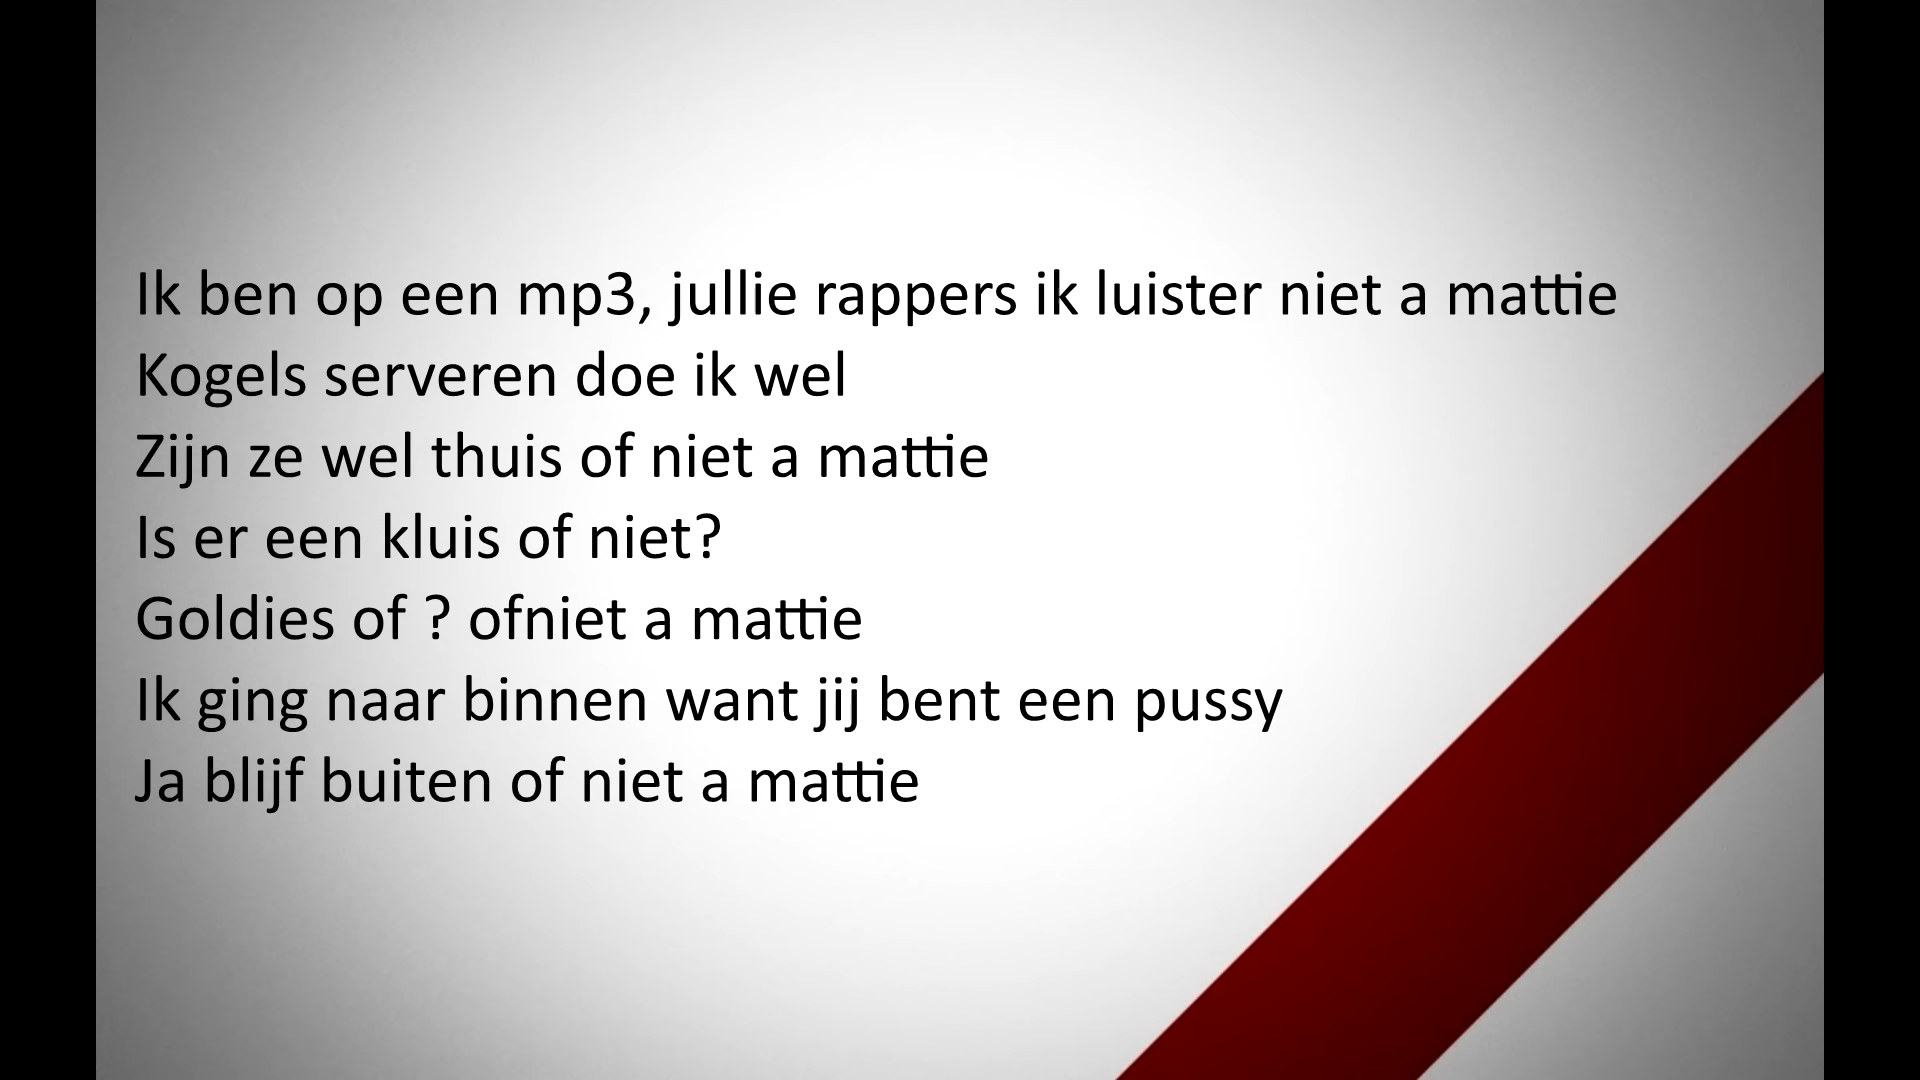 Ik ben op een mp3, jullie rappers ik luister niet a mattie
Kogels serveren doe ik wel
Zijn ze wel thuis of niet a mattie
Is er een kluis of niet?
Goldies of ? ofniet a mattie
Ik ging naar binnen want jij bent een pussy
Ja blijf buiten of niet a mattie